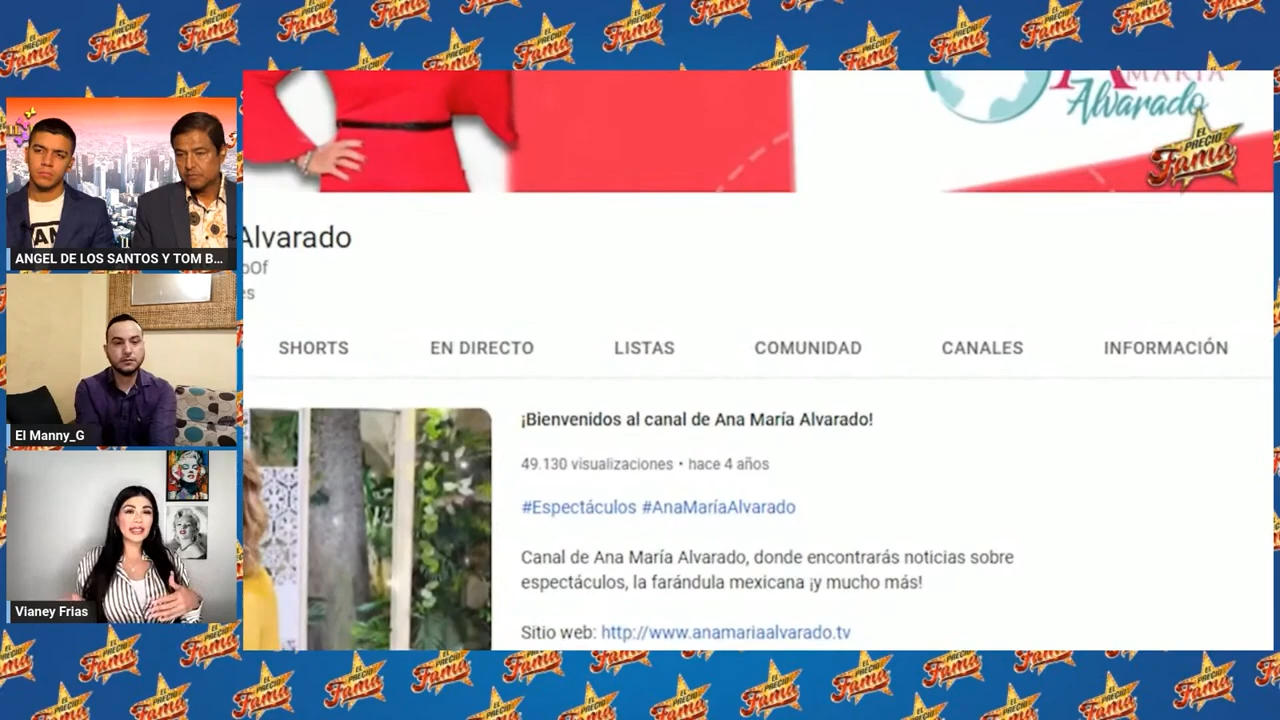 MARIA
Alvarado
EL PRECIO
Fama
Alvarado
oOf
es
SHORTS
EN DIRECTO
LISTAS
COMUNIDAD
CANALES
INFORMACIÓN
¡Bienvenidos al canal de Ana María Alvarado!
49.130 visualizaciones • hace 4 años
#Espectáculos #AnaMaríaAlvarado
Canal de Ana María Alvarado, donde encontrarás noticias sobre
espectáculos, la farándula mexicana ¡y mucho más!
Sitio web: http://www.anamariaalvarado.tv
ANGEL DE LOS SANTOS Y TOM B...
El Manny_G
Vianey Frias